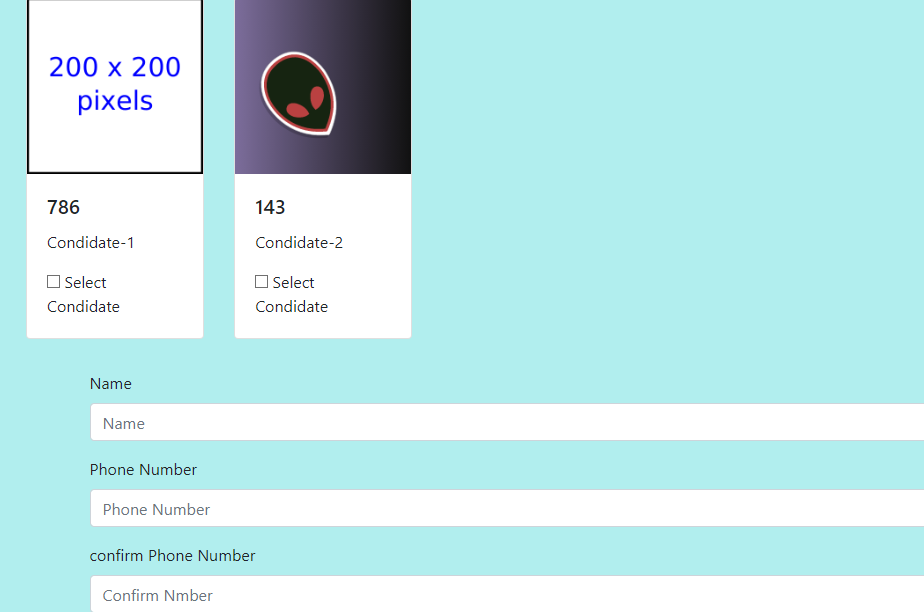 200 x 200
pixels
786
Condidate-1
Select
Condidate
143
Condidate-2
Select
Condidate
Name
Name
Phone Number
Phone Number
confirm Phone Number
Confirm Nmber